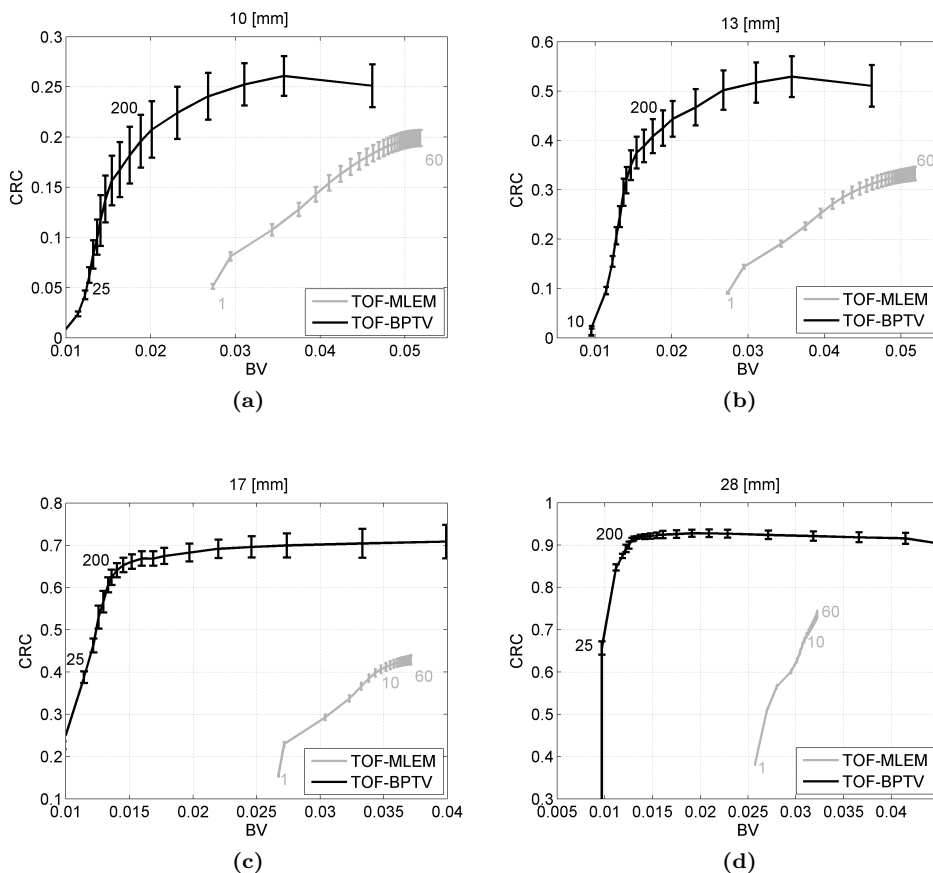 10 [mm]
CRC
0.3
0.25
0.2
0.15
0.1
0.05
0
200
25
60
1
TOF-MLEM
TOF-BPTV
0.01 0.02 0.03 0.04 0.05
BV
(a)
13 [mm]
CRC
0.6
0.5
0.4
0.3
0.2
0.1
0
200
10
60
1
TOF-MLEM
TOF-BPTV
0.01 0.02 0.03 0.04 0.05
BV
(b)
17 [mm]
CRC
0.8
0.7
0.6
0.5
0.4
0.3
0.2
0.1
200
25
10
60
1
TOF-MLEM
TOF-BPTV
0.01 0.015 0.02 0.025 0.03 0.035 0.04
BV
(c)
28 [mm]
CRC
1
0.9
0.8
0.7
0.6
0.5
0.4
0.3
200
25
60
10
1
TOF-MLEM
TOF-BPTV
0.005 0.01 0.015 0.02 0.025 0.03 0.035 0.04
BV
(d)